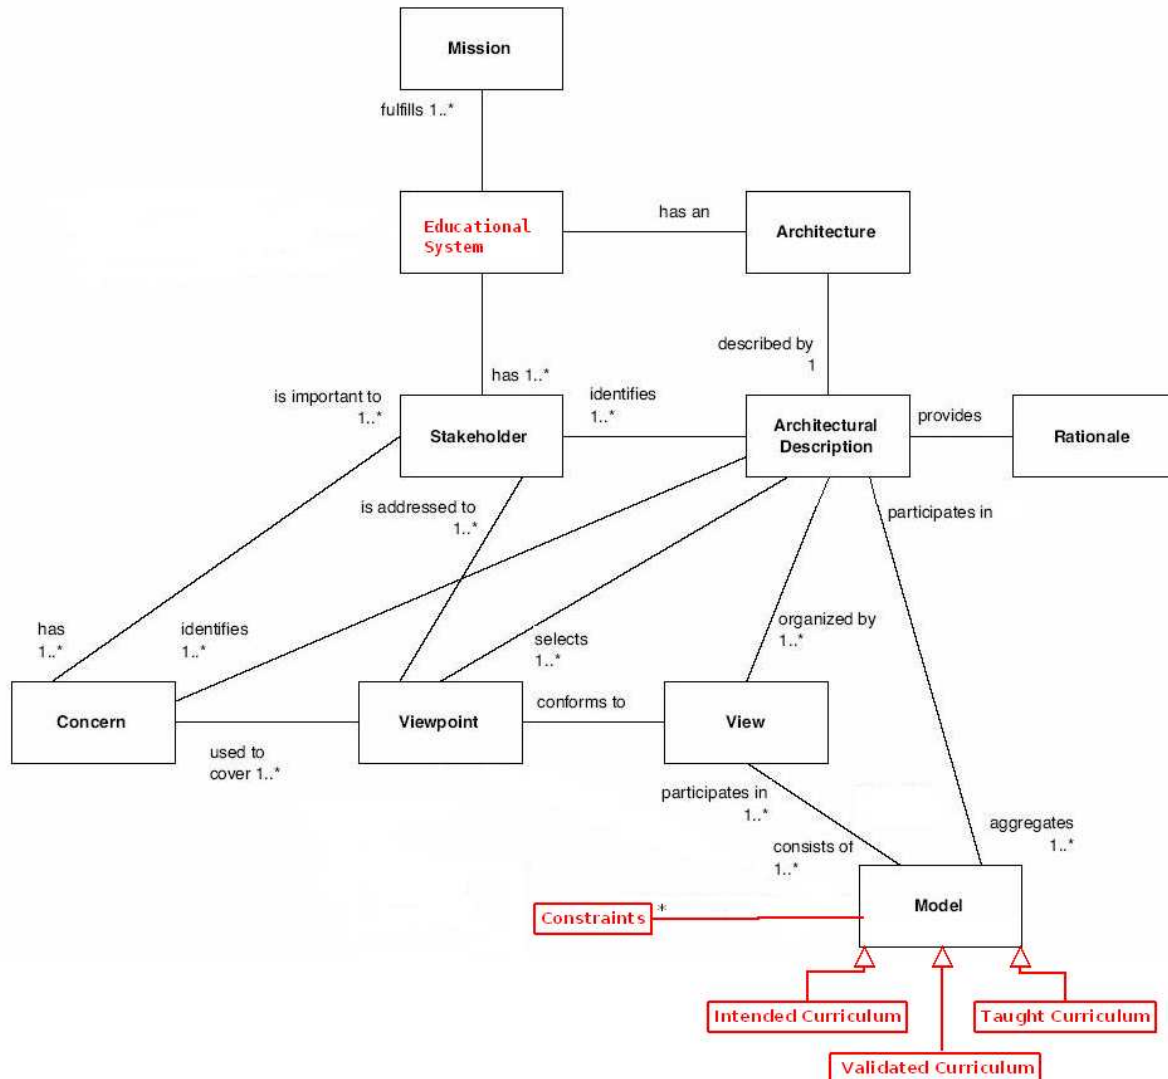 Mission
fulfills 1..*
Educational
System
has an
Architecture
described by
1
has 1..*
is important to
1..*
identifies
1..*
Stakeholder
Architectural
Description
provides
Rationale
is addressed to
1..*
participates in
has
1..*
identifies
1..*
selects
1..*
organized by
1..*
Concern
used to
cover 1..*
Viewpoint
conforms to
View
participates in
1..*
consists of
1..*
aggregates
1..*
Model
Constraints
*
Intended Curriculum
Taught Curriculum
Validated Curriculum